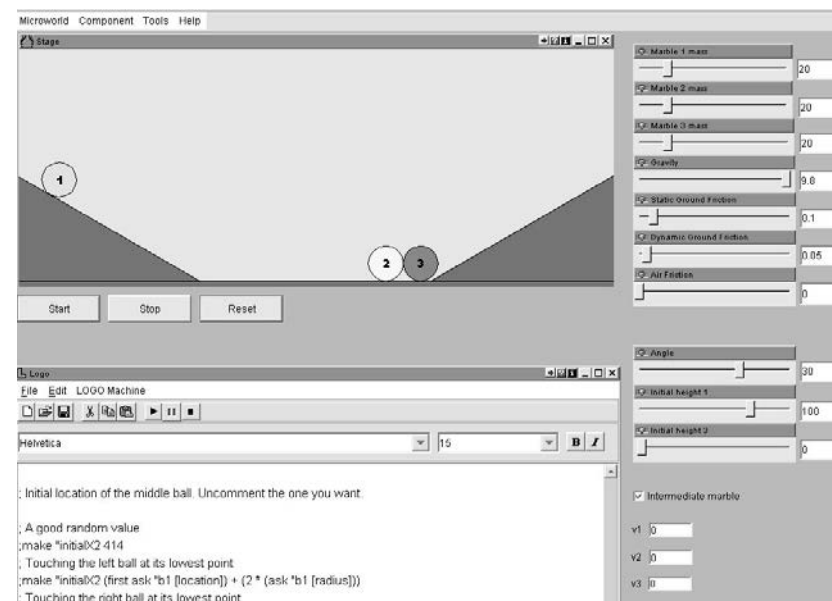 Microworld Component Tools Help
Stage
1
2
3
Start Stop Reset
Marble 1 mass
20
Marble 2 mass
20
Marble 3 mass
20
Gravity
9.8
Static Ground Friction
0.1
Dynamic Ground Friction
0.05
Air Friction
0
Angle
30
Initial height 1
100
Initial height 2
0
Intermediate marble
v1 0
v2 0
v3 0
Logo
File Edit LOGO Machine
Helvetica 15 B I
; Initial location of the middle ball. Uncomment the one you want.
; A good random value
;make "initialX2 414
; Touching the left ball at its lowest point
;make "initialX2 (first ask "b1 [location]) + (2 * (ask "b1 [radius]))
; Touching the right ball at its lowest point